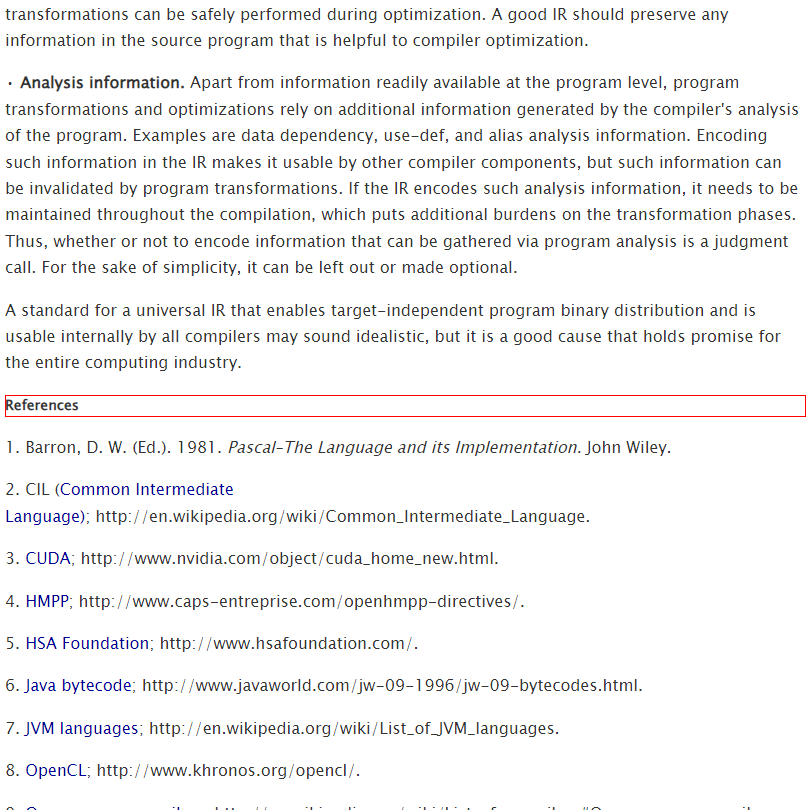 transformations can be safely performed during optimization. A good IR should preserve any
information in the source program that is helpful to compiler optimization.
· Analysis information. Apart from information readily available at the program level, program
transformations and optimizations rely on additional information generated by the compiler's analysis
of the program. Examples are data dependency, use-def, and alias analysis information. Encoding
such information in the IR makes it usable by other compiler components, but such information can
be invalidated by program transformations. If the IR encodes such analysis information, it needs to be
maintained throughout the compilation, which puts additional burdens on the transformation phases.
Thus, whether or not to encode information that can be gathered via program analysis is a judgment
call. For the sake of simplicity, it can be left out or made optional.
A standard for a universal IR that enables target-independent program binary distribution and is
usable internally by all compilers may sound idealistic, but it is a good cause that holds promise for
the entire computing industry.
References
1. Barron, D. W. (Ed.). 1981. Pascal-The Language and its Implementation. John Wiley.
2. CIL (Common Intermediate
Language); http://en.wikipedia.org/wiki/Common_Intermediate_Language.
3. CUDA; http://www.nvidia.com/object/cuda_home_new.html.
4. HMPP; http://www.caps-entreprise.com/openhmpp-directives/.
5. HSA Foundation; http://www.hsafoundation.com/.
6. Java bytecode; http://www.javaworld.com/jw-09-1996/jw-09-bytecodes.html.
7. JVM languages; http://en.wikipedia.org/wiki/List_of_JVM_languages.
8. OpenCL; http://www.khronos.org/opencl/.